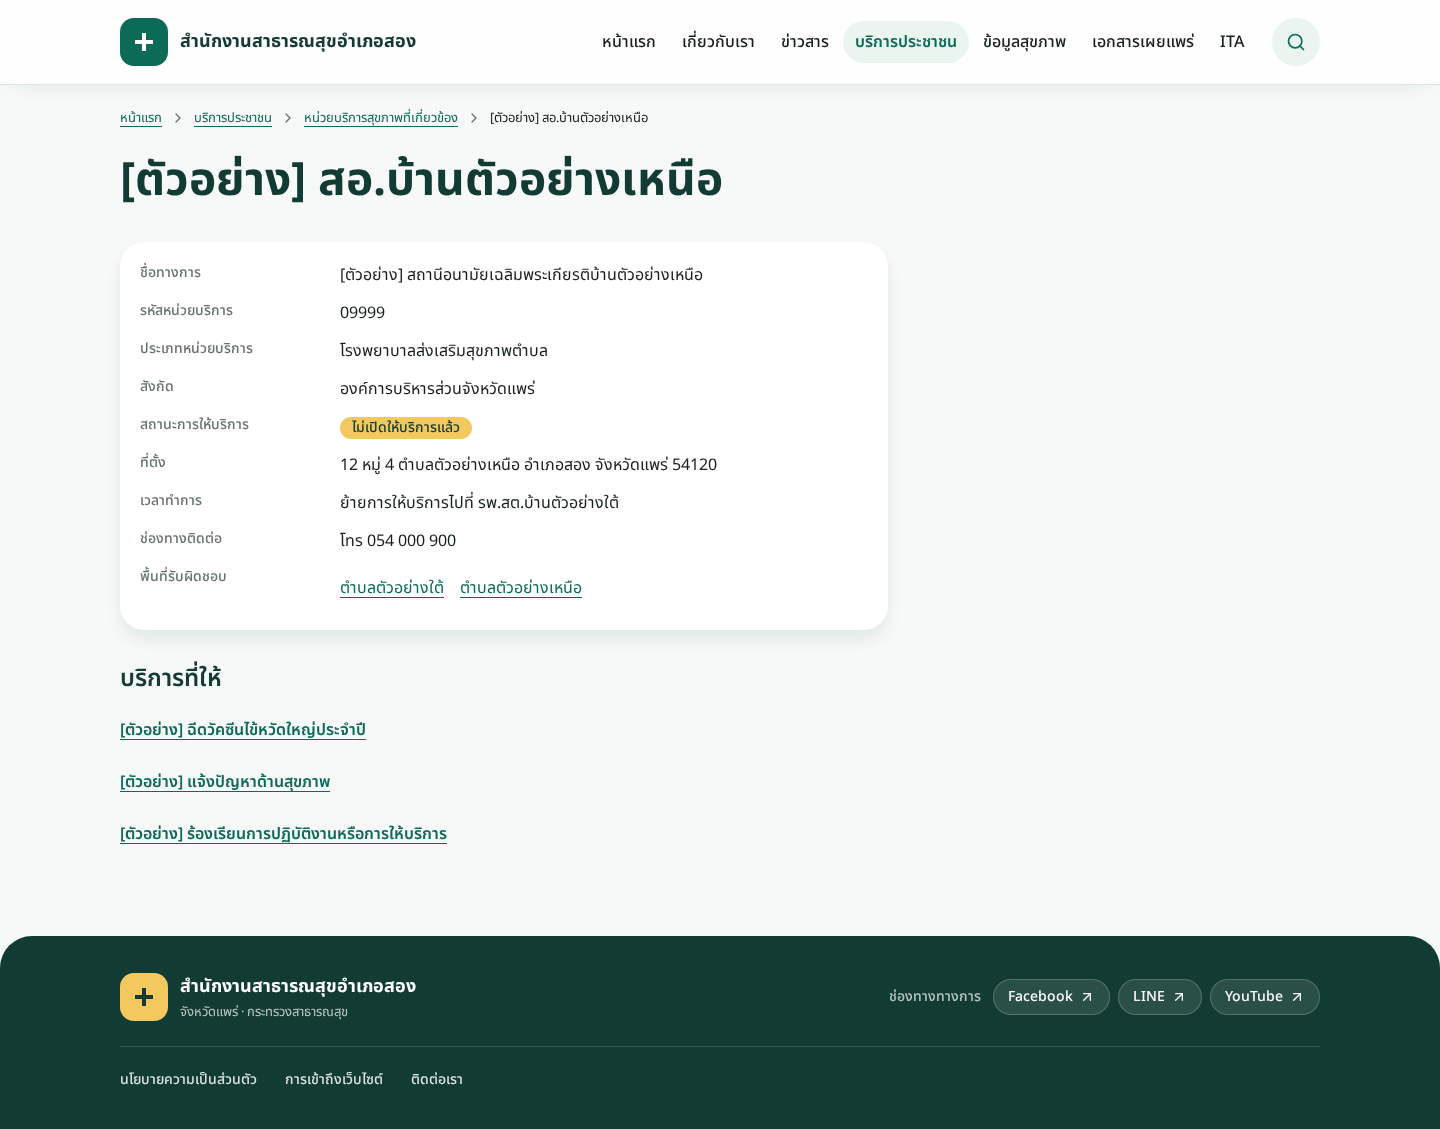 สำนักงานสาธารณสุขอำเภอสอง
หน้าแรก เกี่ยวกับเรา ข่าวสาร บริการประชาชน ข้อมูลสุขภาพ เอกสารเผยแพร่ ITA
หน้าแรก บริการประชาชน หน่วยบริการสุขภาพที่เกี่ยวข้อง [ตัวอย่าง] สอ.บ้านตัวอย่างเหนือ
[ตัวอย่าง] สอ.บ้านตัวอย่างเหนือ
ชื่อทางการ [ตัวอย่าง] สถานีอนามัยเฉลิมพระเกียรติบ้านตัวอย่างเหนือ
รหัสหน่วยบริการ 09999
ประเภทหน่วยบริการ โรงพยาบาลส่งเสริมสุขภาพตำบล
สังกัด องค์การบริหารส่วนจังหวัดแพร่
สถานะการให้บริการ ไม่เปิดให้บริการแล้ว
ที่ตั้ง 12 หมู่ 4 ตำบลตัวอย่างเหนือ อำเภอสอง จังหวัดแพร่ 54120
เวลาทำการ ย้ายการให้บริการไปที่ รพ.สต.บ้านตัวอย่างใต้
ช่องทางติดต่อ โทร 054 000 900
พื้นที่รับผิดชอบ ตำบลตัวอย่างใต้ ตำบลตัวอย่างเหนือ
บริการที่ให้
[ตัวอย่าง] ฉีดวัคซีนไข้หวัดใหญ่ประจำปี
[ตัวอย่าง] แจ้งปัญหาด้านสุขภาพ
[ตัวอย่าง] ร้องเรียนการปฏิบัติงานหรือการให้บริการ
สำนักงานสาธารณสุขอำเภอสอง
จังหวัดแพร่ · กระทรวงสาธารณสุข
ช่องทางทางการ Facebook LINE YouTube
นโยบายความเป็นส่วนตัว การเข้าถึงเว็บไซต์ ติดต่อเรา